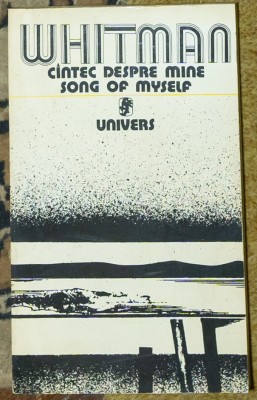 WHITMAN
CÎNTEC DESPRE MINE
SONG OF MYSELF
UNIVERS